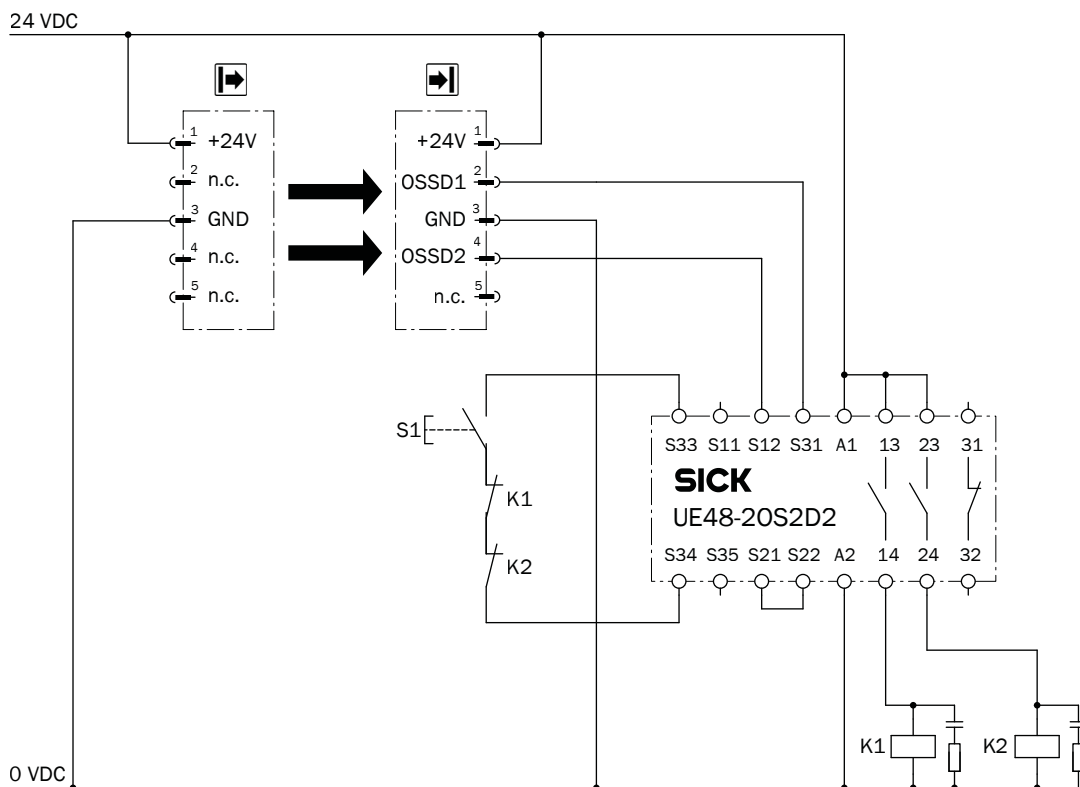 24 VDC
1 +24V
2 n.c.
3 GND
4 n.c.
5 n.c.
+24V 1
OSSD1 2
GND 3
OSSD2 4
n.c. 5
S1
K1
K2
S33 S11 S12 S31 A1 13 23 31
SICK
UE48-2OS2D2
S34 S35 S21 S22 A2 14 24 32
K1
K2
0 VDC